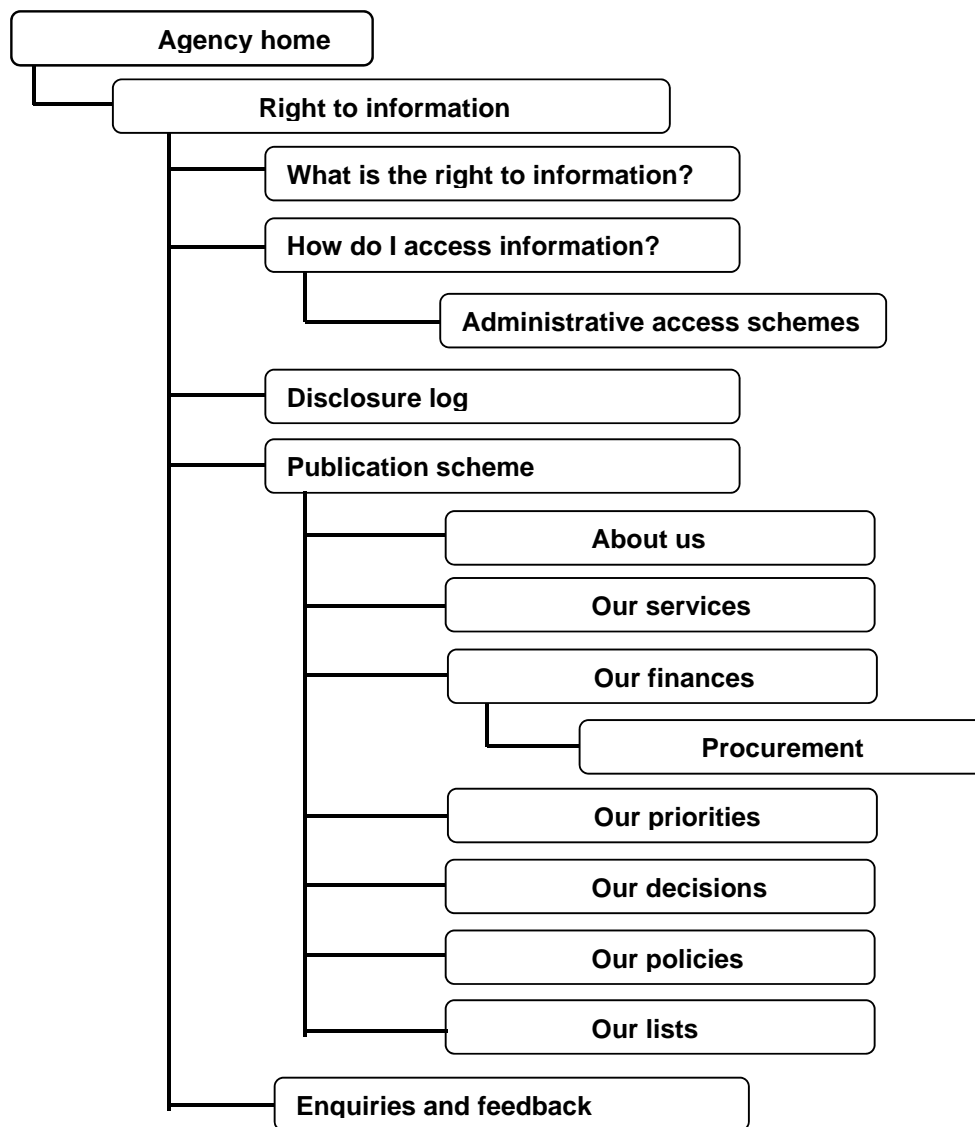 Agency home
Right to information
What is the right to information?
How do I access information?
Administrative access schemes
Disclosure log
Publication scheme
About us
Our services
Our finances
Procurement
Our priorities
Our decisions
Our policies
Our lists
Enquiries and feedback